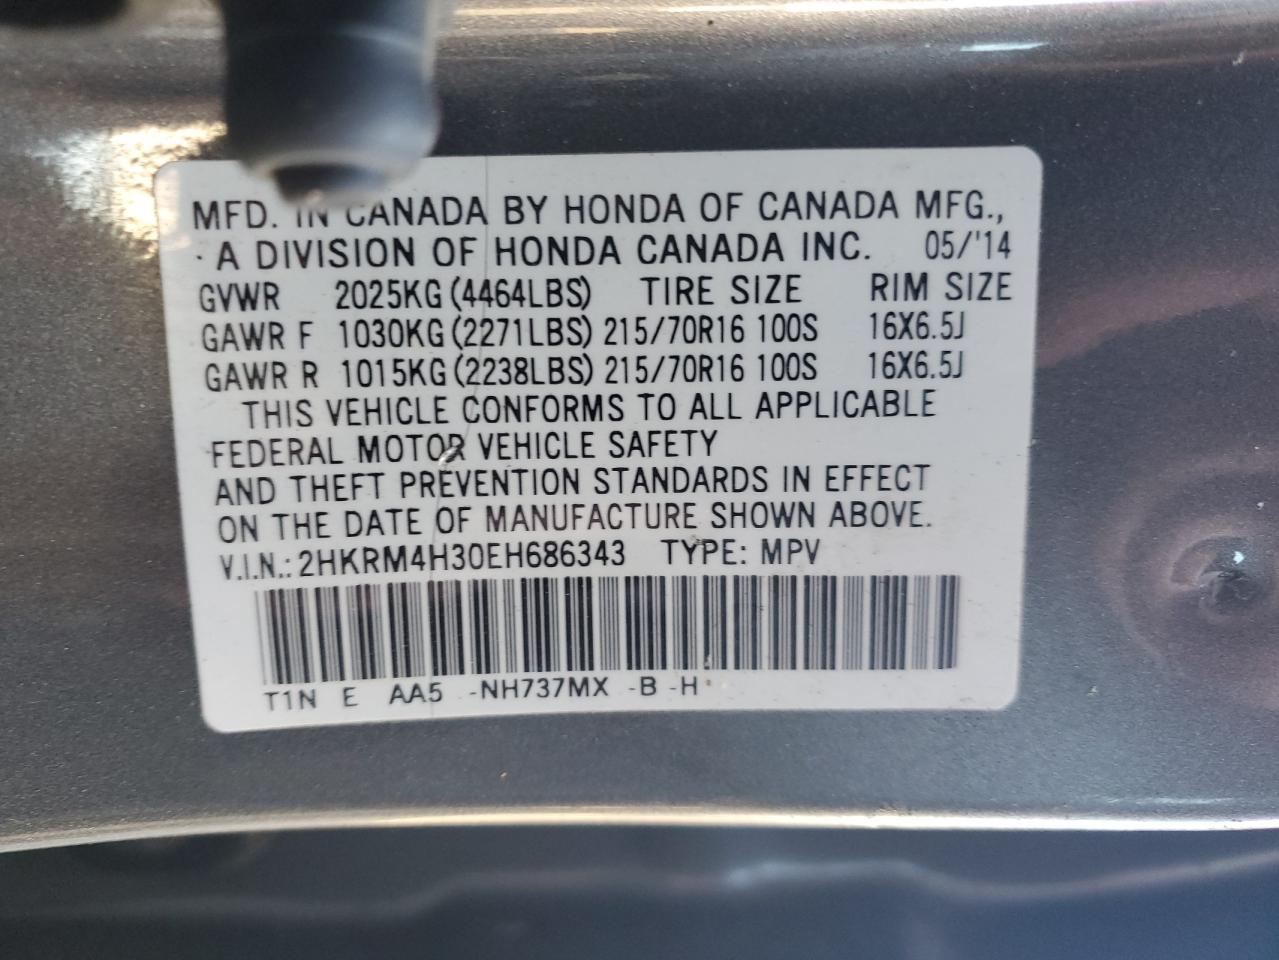 MFD. IN CANADA BY HONDA OF CANADA MFG.,
A DIVISION OF HONDA CANADA INC. 05/'14
GVWR 2025KG (4464LBS) TIRE SIZE RIM SIZE
GAWR F 1030KG (2271LBS) 215/70R16 100S 16X6.5J
GAWR R 1015KG (2238LBS) 215/70R16 100S 16X6.5J
THIS VEHICLE CONFORMS TO ALL APPLICABLE
FEDERAL MOTOR VEHICLE SAFETY
AND THEFT PREVENTION STANDARDS IN EFFECT
ON THE DATE OF MANUFACTURE SHOWN ABOVE.
V.I.N.: 2HKRM4H30EH686343 TYPE: MPV
T1N E AA5 -NH737MX -B -H